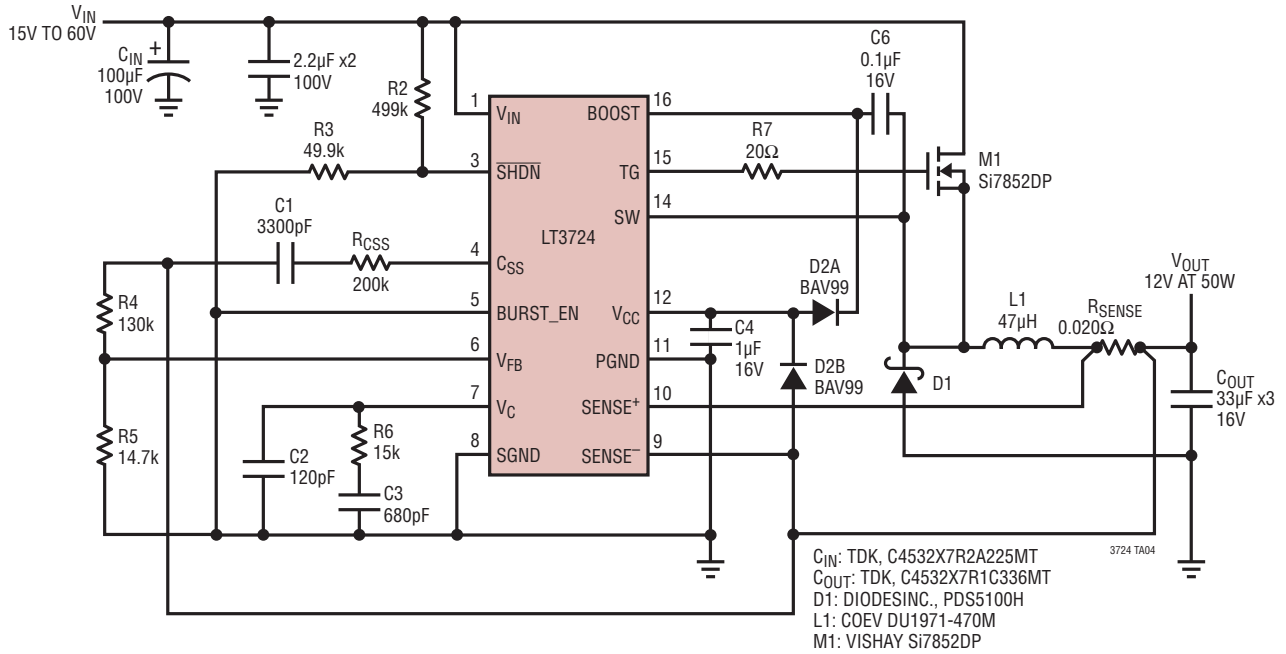 VIN
15V TO 60V
CIN
100µF
100V
+
2.2µF x2
100V
R2
499k
R3
49.9k
C1
3300pF
RCSS
200k
R4
130k
R5
14.7k
C2
120pF
R6
15k
C3
680pF
1
VIN
3
SHDN
4
CSS
5
BURST_EN
6
VFB
7
VC
8
SGND
LT3724
BOOST
16
TG
15
SW
14
VCC
12
PGND
11
SENSE+
10
SENSE–
9
C6
0.1µF
16V
R7
20Ω
M1
Si7852DP
D2A
BAV99
C4
1µF
16V
D2B
BAV99
D1
L1
47µH
RSENSE
0.020Ω
VOUT
12V AT 50W
COUT
33µF x3
16V
CIN: TDK, C4532X7R2A225MT
COUT: TDK, C4532X7R1C336MT
D1: DIODESINC., PDS5100H
L1: COEV DU1971-470M
M1: VISHAY Si7852DP
3724 TA04